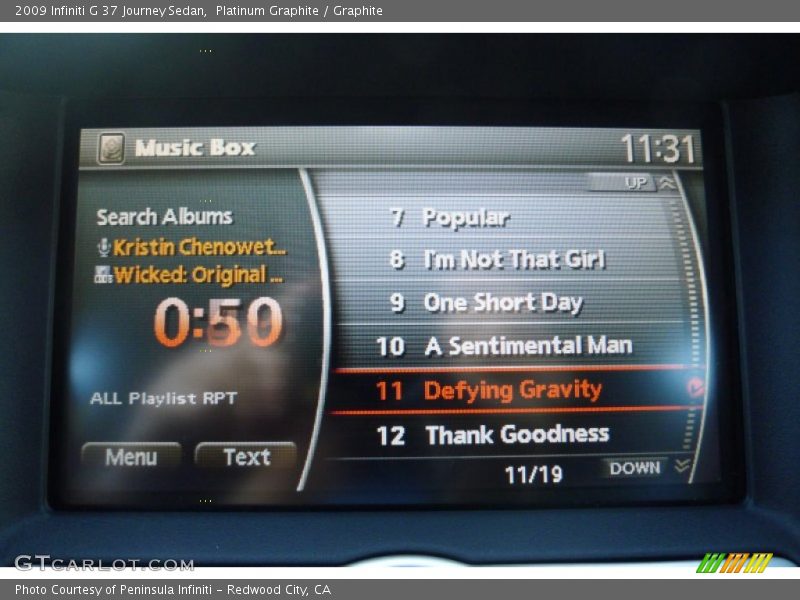 2009 Infiniti G 37 Journey Sedan,  Platinum Graphite / Graphite
Music Box
11:31
UP
Search Albums
Kristin Chenowet...
Wicked: Original ...
0:50
ALL Playlist RPT
Menu
Text
7 Popular
8 I'm Not That Girl
9 One Short Day
10 A Sentimental Man
11 Defying Gravity
12 Thank Goodness
11/19
DOWN
GTCARLOT.COM
Photo Courtesy of Peninsula Infiniti - Redwood City, CA